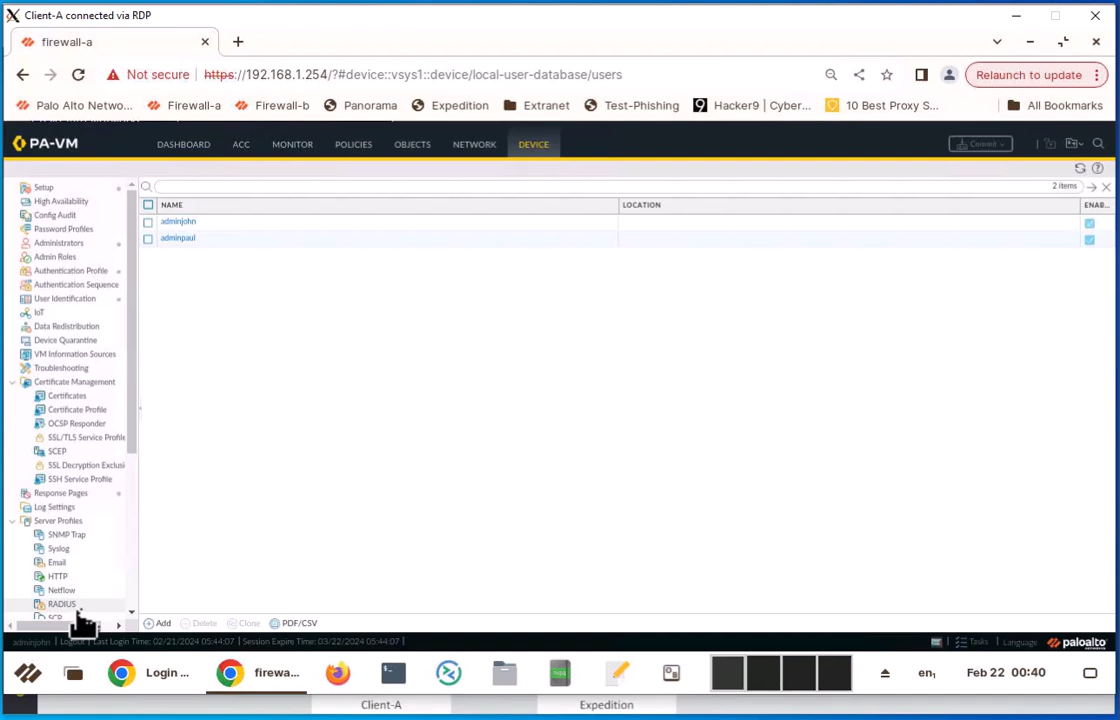 Client-A connected via RDP
firewall-a
Not secure https://192.168.1.254/?#device::vsys1::device/local-user-database/users Relaunch to update
Palo Alto Netwo... Firewall-a Firewall-b Panorama Expedition Extranet Test-Phishing Hacker9 | Cyber... 10 Best Proxy S... All Bookmarks
PA-VM DASHBOARD ACC MONITOR POLICIES OBJECTS NETWORK DEVICE Commit
2 items
NAME LOCATION ENAB...
adminjohn
adminpaul
Setup
High Availability
Config Audit
Password Profiles
Administrators
Admin Roles
Authentication Profile
Authentication Sequence
User Identification
IoT
Data Redistribution
Device Quarantine
VM Information Sources
Troubleshooting
Certificate Management
Certificates
Certificate Profile
OCSP Responder
SSL/TLS Service Profile
SCEP
SSL Decryption Exclusi
SSH Service Profile
Response Pages
Log Settings
Server Profiles
SNMP Trap
Syslog
Email
HTTP
Netflow
RADIUS
SCP
Add Delete Clone PDF/CSV
adminjohn | Logout | Last Login Time: 02/21/2024 05:44:07 | Session Expire Time: 03/22/2024 05:44:07 | Tasks | Language paloalto NETWORKS
Login ... firewa... en1 Feb 22 00:40
Client-A Expedition